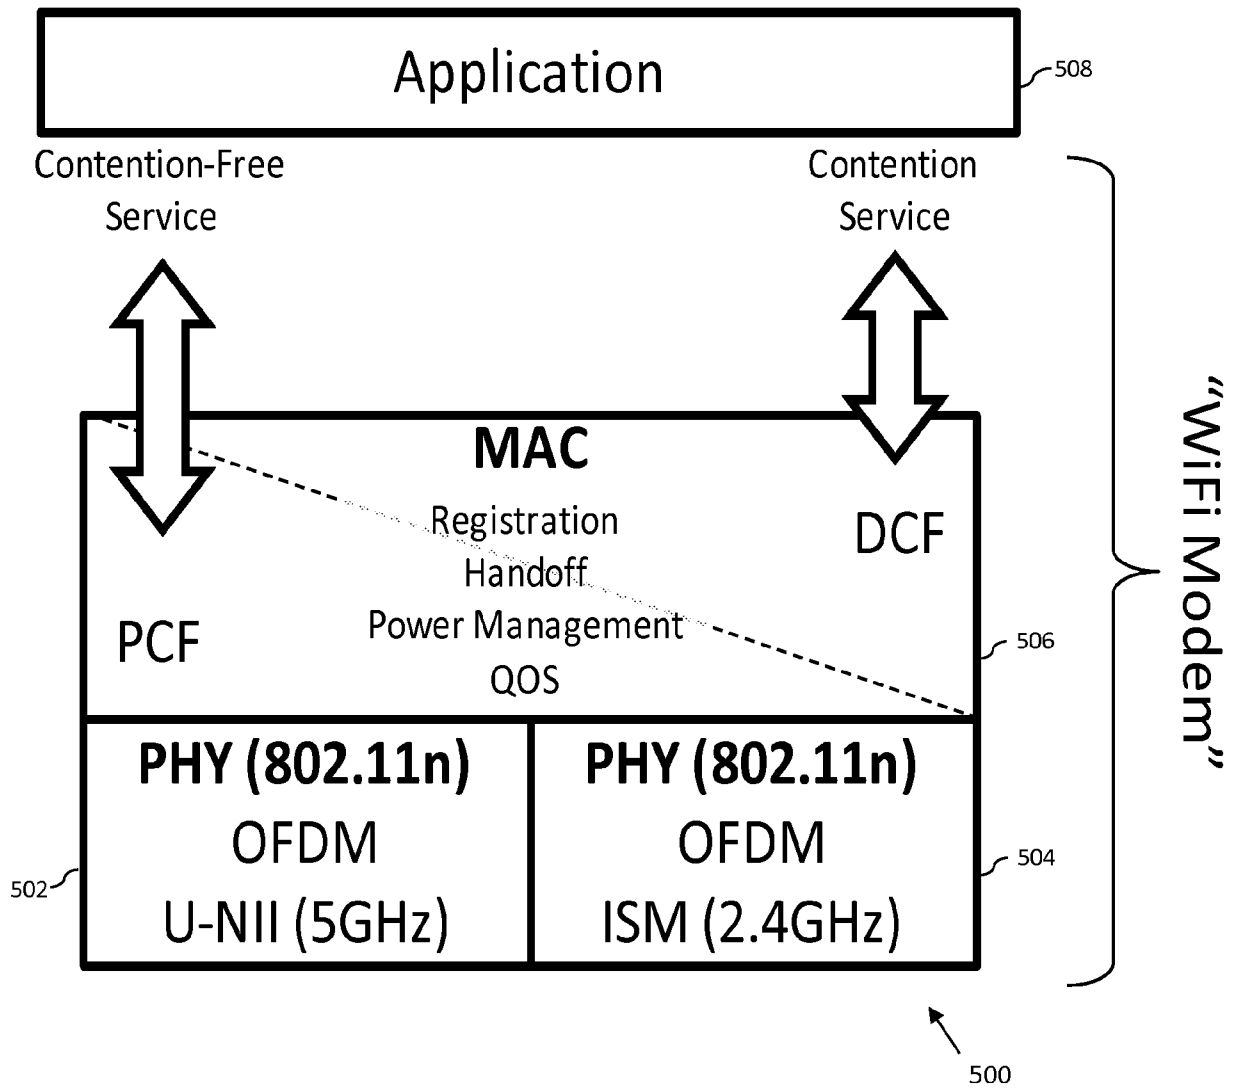 Application
508
Contention-Free
Service
Contention
Service
MAC
Registration
Handoff
Power Management
QOS
DCF
PCF
506
“WiFi Modem”
PHY (802.11n)
OFDM
U-NII (5GHz)
502
PHY (802.11n)
OFDM
ISM (2.4GHz)
504
500